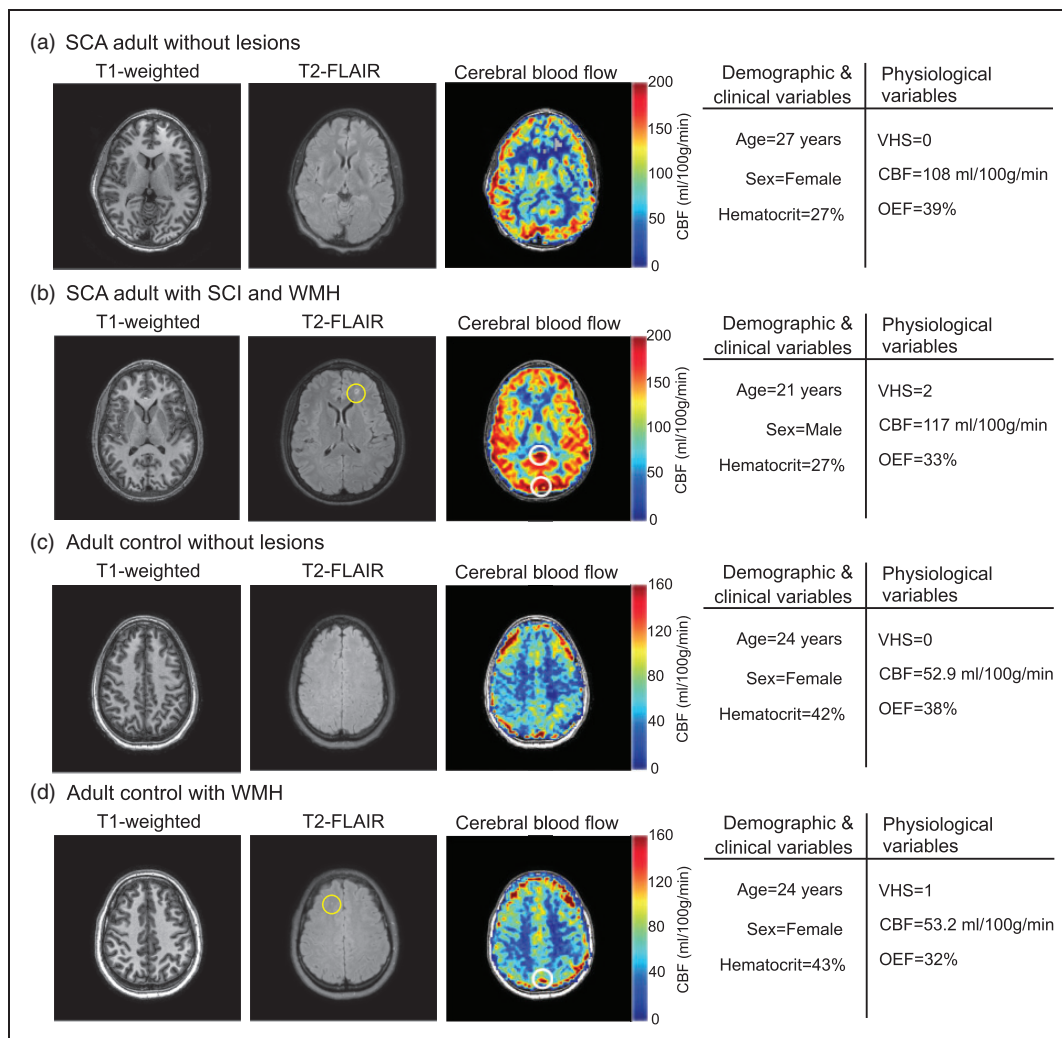 (a) SCA adult without lesions
T1-weighted
T2-FLAIR
Cerebral blood flow
200
150
100
50
0
CBF (ml/100g/min)
Demographic &
clinical variables
Physiological
variables
Age=27 years
VHS=0
Sex=Female
CBF=108 ml/100g/min
Hematocrit=27%
OEF=39%
(b) SCA adult with SCI and WMH
T1-weighted
T2-FLAIR
Cerebral blood flow
200
150
100
50
0
CBF (ml/100g/min)
Demographic &
clinical variables
Physiological
variables
Age=21 years
VHS=2
Sex=Male
CBF=117 ml/100g/min
Hematocrit=27%
OEF=33%
(c) Adult control without lesions
T1-weighted
T2-FLAIR
Cerebral blood flow
160
120
80
40
0
CBF (ml/100g/min)
Demographic &
clinical variables
Physiological
variables
Age=24 years
VHS=0
Sex=Female
CBF=52.9 ml/100g/min
Hematocrit=42%
OEF=38%
(d) Adult control with WMH
T1-weighted
T2-FLAIR
Cerebral blood flow
160
120
80
40
0
CBF (ml/100g/min)
Demographic &
clinical variables
Physiological
variables
Age=24 years
VHS=1
Sex=Female
CBF=53.2 ml/100g/min
Hematocrit=43%
OEF=32%